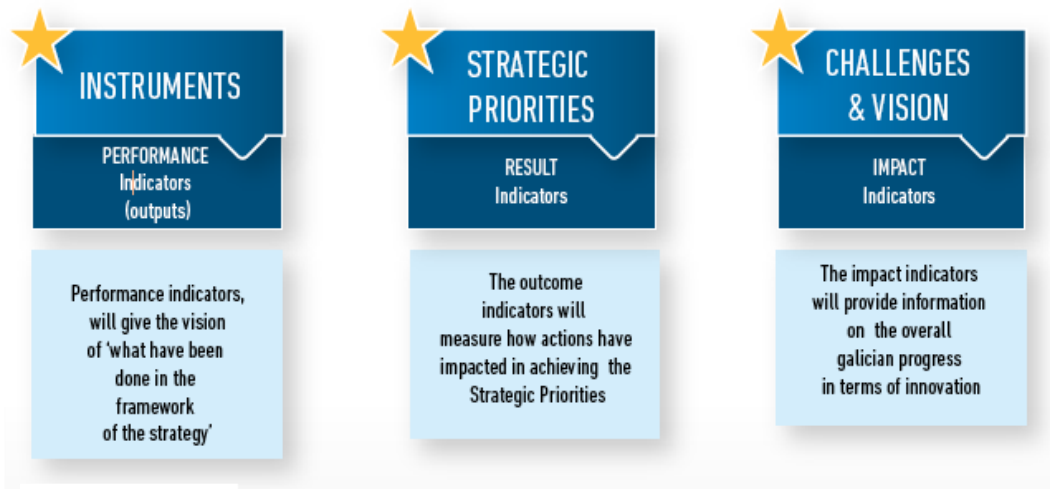 INSTRUMENTS
PERFORMANCE
Indicators
(outputs)
Performance indicators,
will give the vision
of ‘what have been
done in the
framework
of the strategy’
STRATEGIC
PRIORITIES
RESULT
Indicators
The outcome
indicators will
measure how actions have
impacted in achieving the
Strategic Priorities
CHALLENGES
& VISION
IMPACT
Indicators
The impact indicators
will provide information
on the overall
galician progress
in terms of innovation